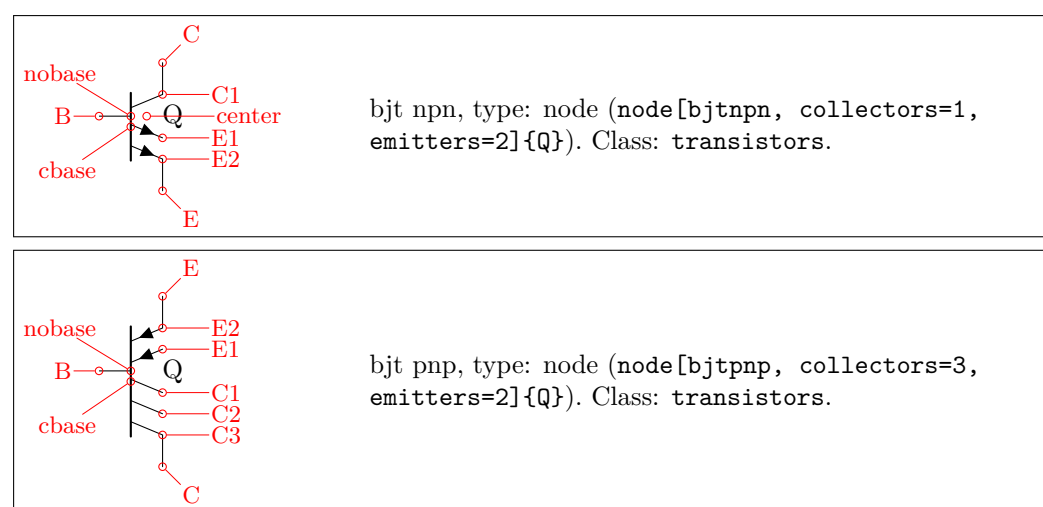 C
nobase
C1
B
Q
center
E1
E2
cbase
E
bjt npn, type: node (node[bjtnpn, collectors=1,
emitters=2]{Q}). Class: transistors.
E
nobase
E2
E1
B
Q
C1
C2
cbase
C3
C
bjt pnp, type: node (node[bjtpnp, collectors=3,
emitters=2]{Q}). Class: transistors.